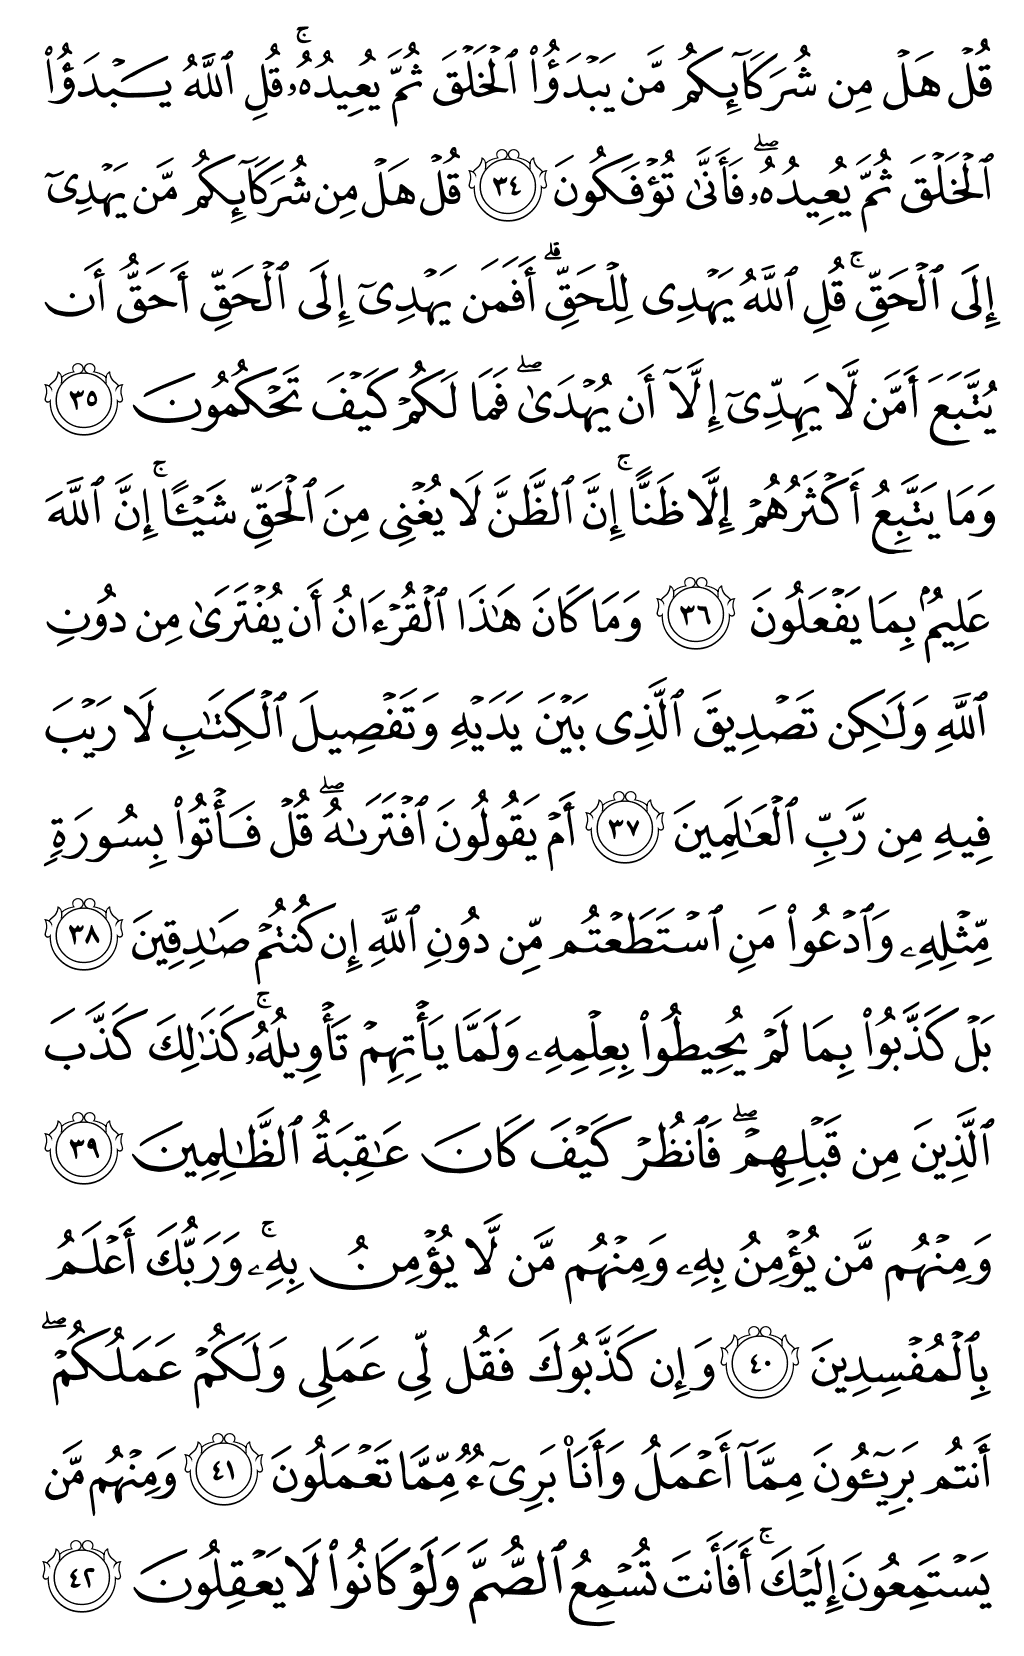 قُلْ هَلْ مِن شُرَكَآئِكُم مَّن يَبْدَؤُا۟ ٱلْخَلْقَ ثُمَّ يُعِيدُهُۥ ۚ قُلِ ٱللَّهُ يَبْدَؤُا۟
ٱلْخَلْقَ ثُمَّ يُعِيدُهُۥ ۖ فَأَنَّىٰ تُؤْفَكُونَ ٣٤ قُلْ هَلْ مِن شُرَكَآئِكُم مَّن يَهْدِىٓ
إِلَى ٱلْحَقِّ ۚ قُلِ ٱللَّهُ يَهْدِى لِلْحَقِّ ۗ أَفَمَن يَهْدِىٓ إِلَى ٱلْحَقِّ أَحَقُّ أَن
يُتَّبَعَ أَمَّن لَّا يَهِدِّىٓ إِلَّآ أَن يُهْدَىٰ ۖ فَمَا لَكُمْ كَيْفَ تَحْكُمُونَ ٣٥
وَمَا يَتَّبِعُ أَكْثَرُهُمْ إِلَّا ظَنًّا ۚ إِنَّ ٱلظَّنَّ لَا يُغْنِى مِنَ ٱلْحَقِّ شَيْـًٔا ۚ إِنَّ ٱللَّهَ
عَلِيمٌۢ بِمَا يَفْعَلُونَ ٣٦ وَمَا كَانَ هَـٰذَا ٱلْقُرْءَانُ أَن يُفْتَرَىٰ مِن دُونِ
ٱللَّهِ وَلَـٰكِن تَصْدِيقَ ٱلَّذِى بَيْنَ يَدَيْهِ وَتَفْصِيلَ ٱلْكِتَـٰبِ لَا رَيْبَ
فِيهِ مِن رَّبِّ ٱلْعَـٰلَمِينَ ٣٧ أَمْ يَقُولُونَ ٱفْتَرَىٰهُ ۖ قُلْ فَأْتُوا۟ بِسُورَةٍ
مِّثْلِهِۦ وَٱدْعُوا۟ مَنِ ٱسْتَطَعْتُم مِّن دُونِ ٱللَّهِ إِن كُنتُمْ صَـٰدِقِينَ ٣٨
بَلْ كَذَّبُوا۟ بِمَا لَمْ يُحِيطُوا۟ بِعِلْمِهِۦ وَلَمَّا يَأْتِهِمْ تَأْوِيلُهُۥ ۚ كَذَٰلِكَ كَذَّبَ
ٱلَّذِينَ مِن قَبْلِهِمْ ۖ فَٱنظُرْ كَيْفَ كَانَ عَـٰقِبَةُ ٱلظَّـٰلِمِينَ ٣٩
وَمِنْهُم مَّن يُؤْمِنُ بِهِۦ وَمِنْهُم مَّن لَّا يُؤْمِنُ بِهِۦ ۚ وَرَبُّكَ أَعْلَمُ
بِٱلْمُفْسِدِينَ ٤٠ وَإِن كَذَّبُوكَ فَقُل لِّى عَمَلِى وَلَكُمْ عَمَلُكُمْ ۖ
أَنتُم بَرِيٓـُٔونَ مِمَّآ أَعْمَلُ وَأَنَا۠ بَرِىٓءٌ مِّمَّا تَعْمَلُونَ ٤١ وَمِنْهُم مَّن
يَسْتَمِعُونَ إِلَيْكَ ۚ أَفَأَنتَ تُسْمِعُ ٱلصُّمَّ وَلَوْ كَانُوا۟ لَا يَعْقِلُونَ ٤٢